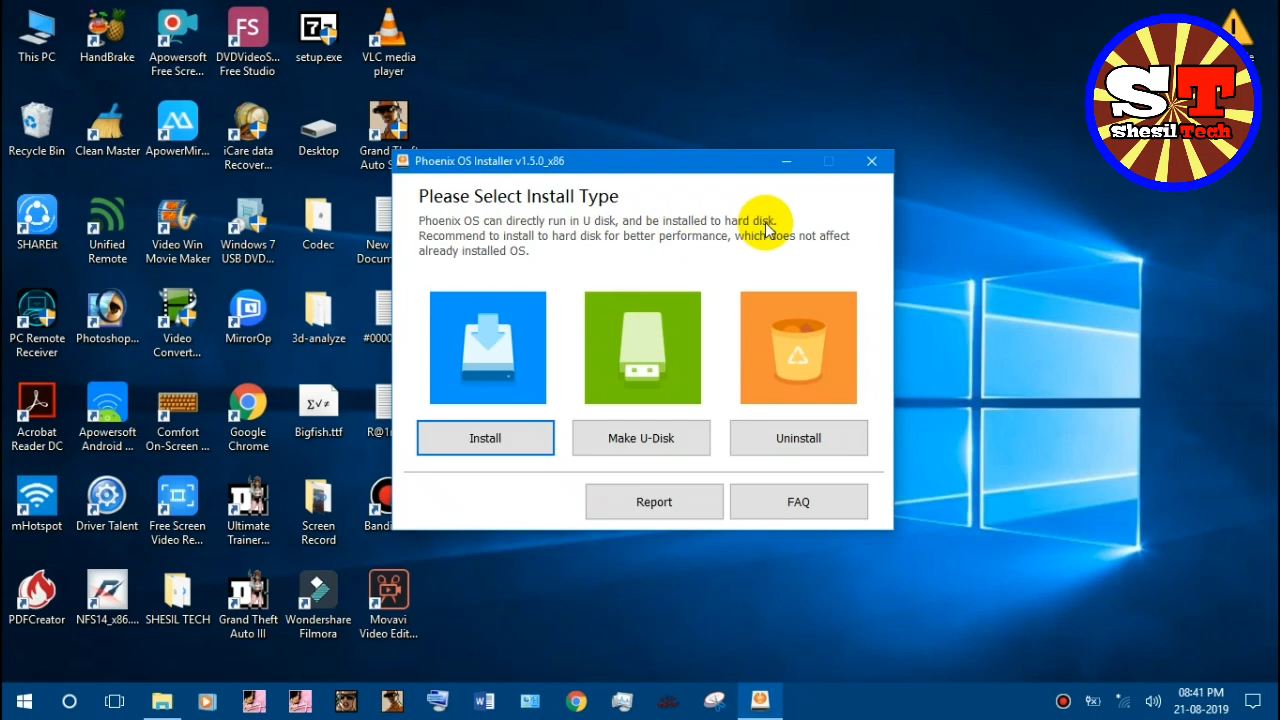 This PC
HandBrake
Apowersoft
Free Scre...
FS
DVDVideoS...
Free Studio
setup.exe
VLC media
player
ST
Shesil Tech
Recycle Bin
Clean Master
ApowerMir...
iCare data
Recover...
Desktop
Grand Theft
Auto S
SHAREit
Unified
Remote
Video Win
Movie Maker
Windows 7
USB DVD...
Codec
New
Docum
PC Remote
Receiver
Photoshop...
Video
Convert...
MirrorOp
3d-analyze
#0000
Acrobat
Reader DC
Apowersoft
Android ...
Comfort
On-Screen ...
Google
Chrome
Bigfish.ttf
R@1
mHotspot
Driver Talent
Free Screen
Video Re...
Ultimate
Trainer...
Screen
Record
Bandi
PDFCreator
NFS14_x86....
SHESIL TECH
Grand Theft
Auto III
Wondershare
Filmora
Movavi
Video Edit...
Phoenix OS Installer v1.5.0_x86
Please Select Install Type
Phoenix OS can directly run in U disk, and be installed to hard disk.
Recommend to install to hard disk for better performance, which does not affect
already installed OS.
Install
Make U-Disk
Uninstall
Report
FAQ
08:41 PM
21-08-2019